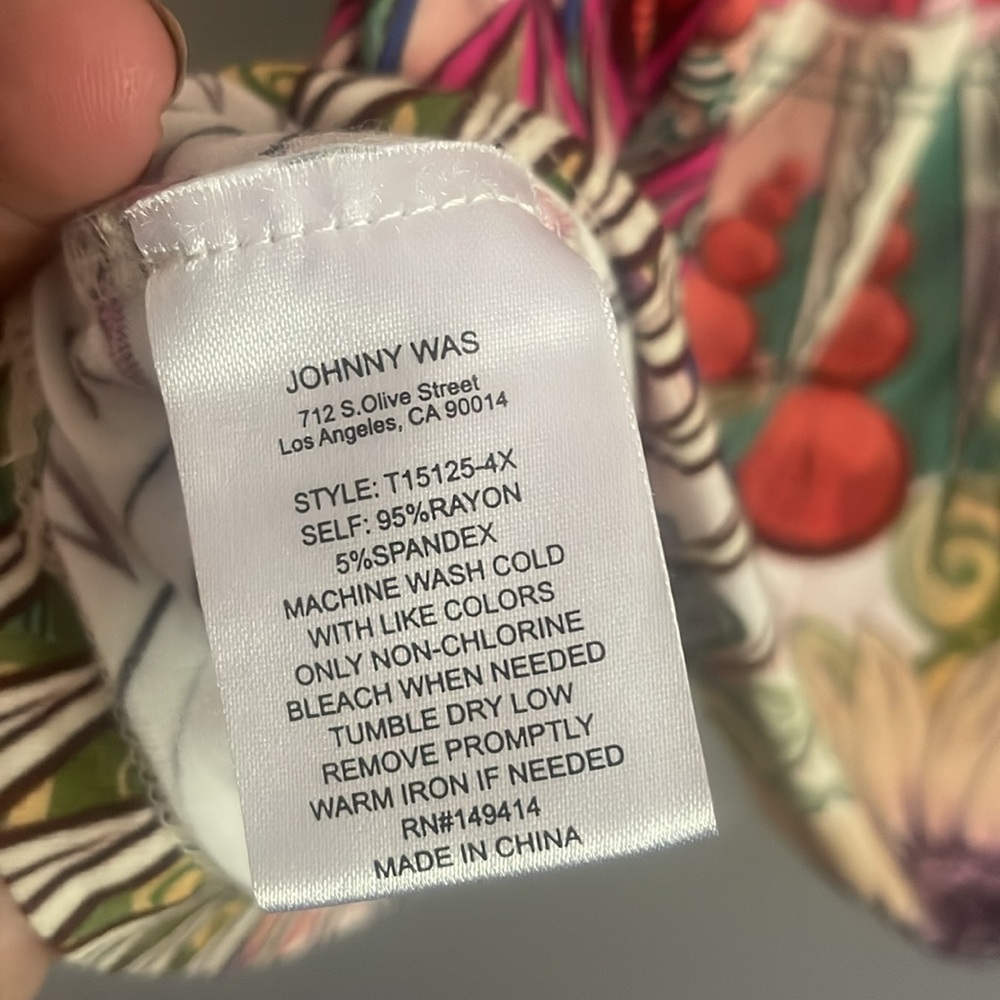 JOHNNY WAS
712 S.Olive Street
Los Angeles, CA 90014
STYLE: T15125-4X
SELF: 95%RAYON
5%SPANDEX
MACHINE WASH COLD
WITH LIKE COLORS
ONLY NON-CHLORINE
BLEACH WHEN NEEDED
TUMBLE DRY LOW
REMOVE PROMPTLY
WARM IRON IF NEEDED
RN#149414
MADE IN CHINA